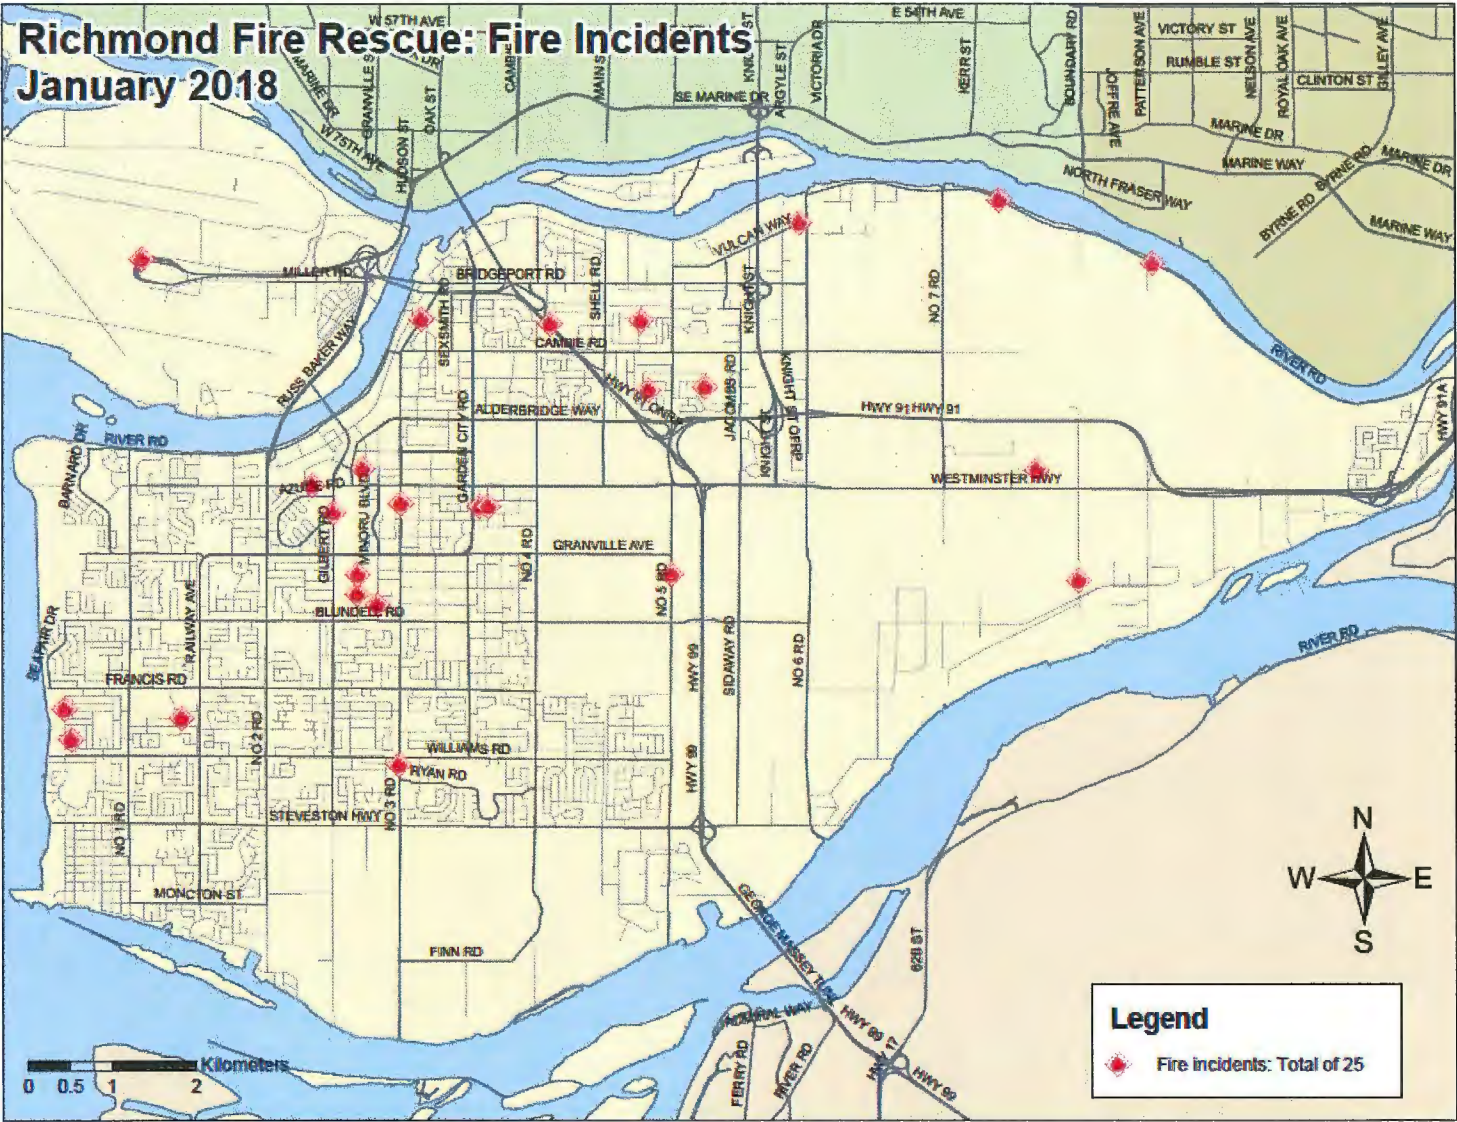 Richmond Fire Rescue: Fire Incidents
January 2018
W 57TH AVE
E 54TH AVE
VICTORIA DR
KERR ST
BOUNDARY RD
PATTERSON AVE
VICTORY ST
NELSON AVE
ROYAL OAK AVE
GILLEY AVE
RUMBLE ST
CLINTON ST
JOFFRE AVE
MARINE DR
GRANVILLE S
OAK ST
CAMBIE
MAIN S
KNIGHT ST
ARGYLE ST
SE MARINE DR
W 75TH AVE
HUDSON ST
MARINE DR
MARINE WAY
BYRNE RD
MARINE DR
NORTH FRASER WAY
BYRNE RD
MARINE WAY
VULCAN WAY
MILLER RD
BRIDGEPORT RD
SHELL RD
KNIGHT ST
NO 7 RD
SEXSMITH RD
CAMBIE RD
RUSS BAKER WAY
RIVER RD
JACOMBS RD
KNIGHT ST OFRP
ALDERBRIDGE WAY
HWY 91 HWY 91
HWY 91A
RIVER RD
BARNARD DR
GARDEN CITY RD
WESTMINSTER HWY
GILBERT RD
MINORU BLVD
NO 4 RD
GRANVILLE AVE
NO 5 RD
BLUNDELL RD
RAILWAY AVE
SEAFAIR DR
FRANCIS RD
HWY 99
SIDAWAY RD
NO 6 RD
RIVER RD
NO 2 RD
WILLIAMS RD
RYAN RD
HWY 99
NO 3 RD
STEVESTON HWY
NO 1 RD
MONCTON ST
FINN RD
62B ST
ADMIRAL WAY
HWY 99
HWY 17
FERRY RD
RIVER RD
HWY 99
N
W
E
S
Legend
Fire incidents: Total of 25
Kilometers
0 0.5 1 2